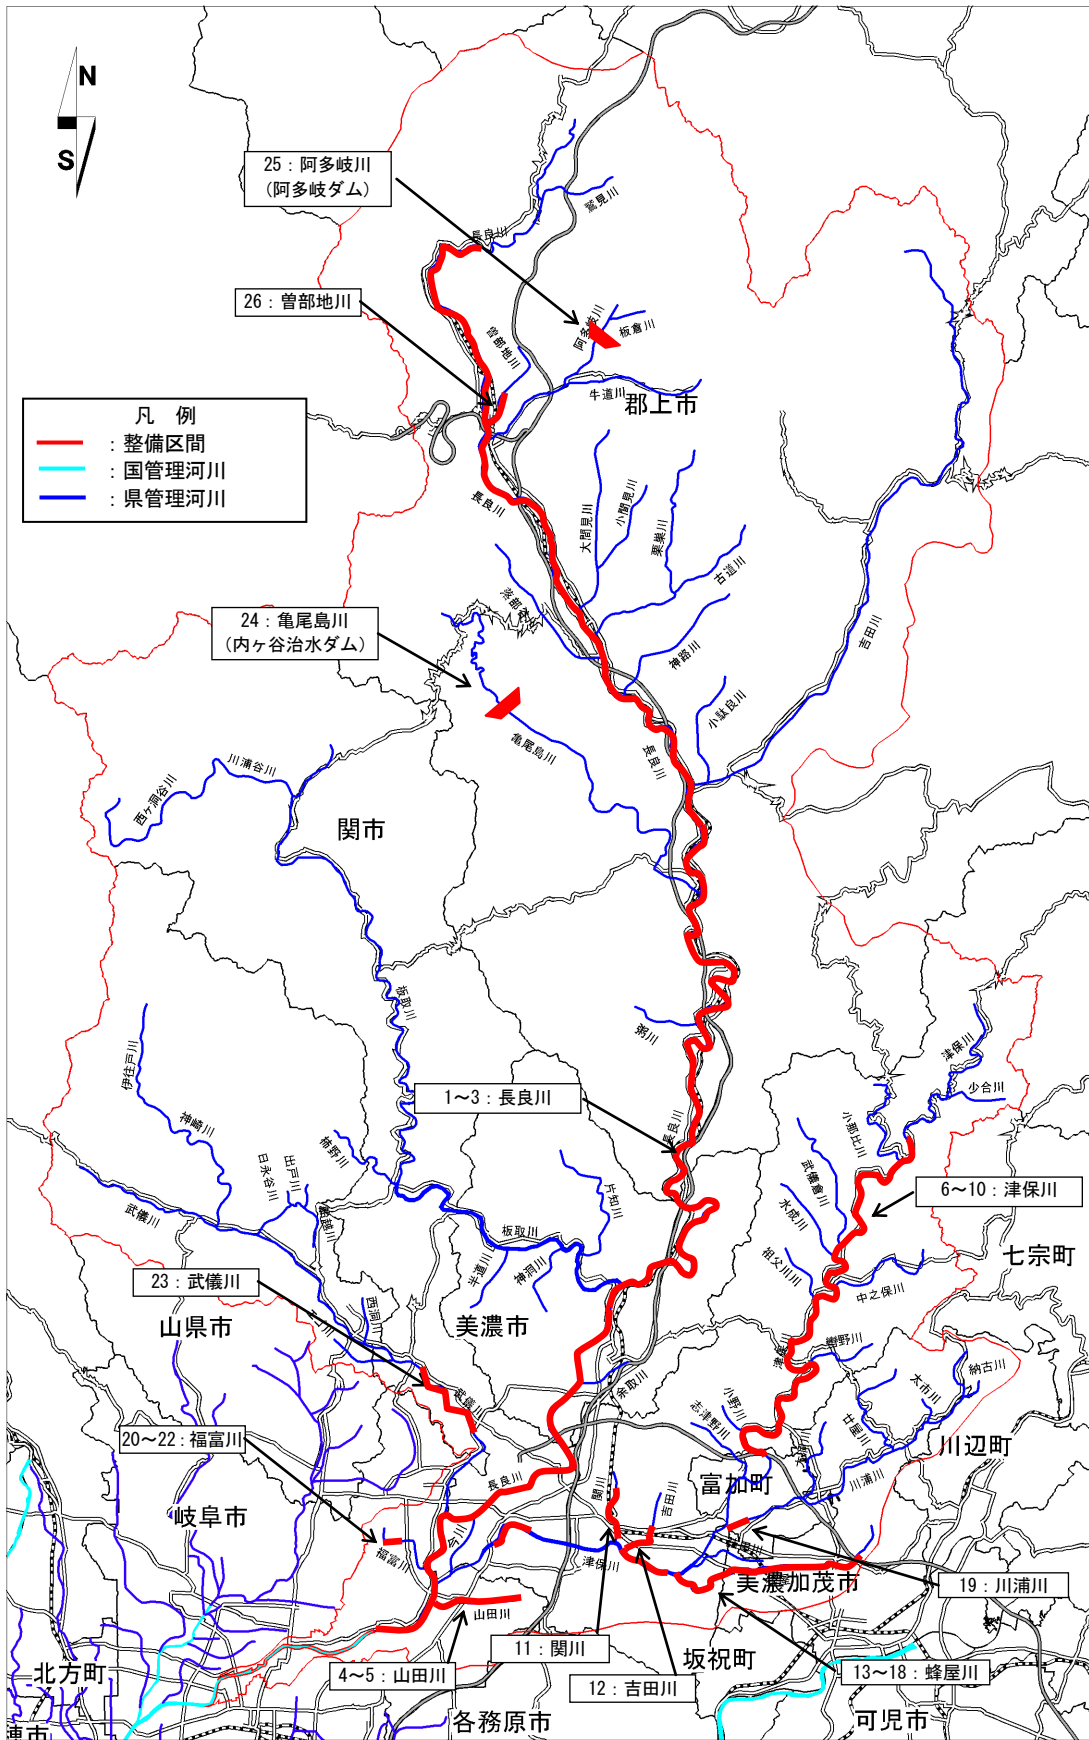 N
S
25：阿多岐川
（阿多岐ダム）
鷲見川
長良川
26：曽部地川
曽部地川
阿多岐川
板倉川
牛道川
郡上市
凡 例
：整備区間
：国管理河川
：県管理河川
長良川
大間見川
小間見川
栗巣川
古道川
吉田川
24：亀尾島川
（内ヶ谷治水ダム）
神路川
小駄良川
亀尾島川
長良川
川浦谷川
西ヶ洞谷川
関市
板取川
粥川
伊往戸川
神崎川
津保川
少合川
1～3：長良川
長良川
小那比川
柿野川
日永谷川
出戸川
片知川
武儀倉川
水成川
6～10：津保川
武儀川
板取川
半道川
神洞川
祖父川
七宗町
中之保川
23：武儀川
山県市
西洞川
美濃市
津保川
納古川
余取川
小野川
志津野川
川辺町
武儀川
20～22：福富川
長良川
関川
吉田川
富加町
川浦川
岐阜市
今川
福富川
津保川
美濃加茂市
19：川浦川
山田川
11：関川
坂祝町
北方町
4～5：山田川
12：吉田川
13～18：蜂屋川
各務原市
可児市